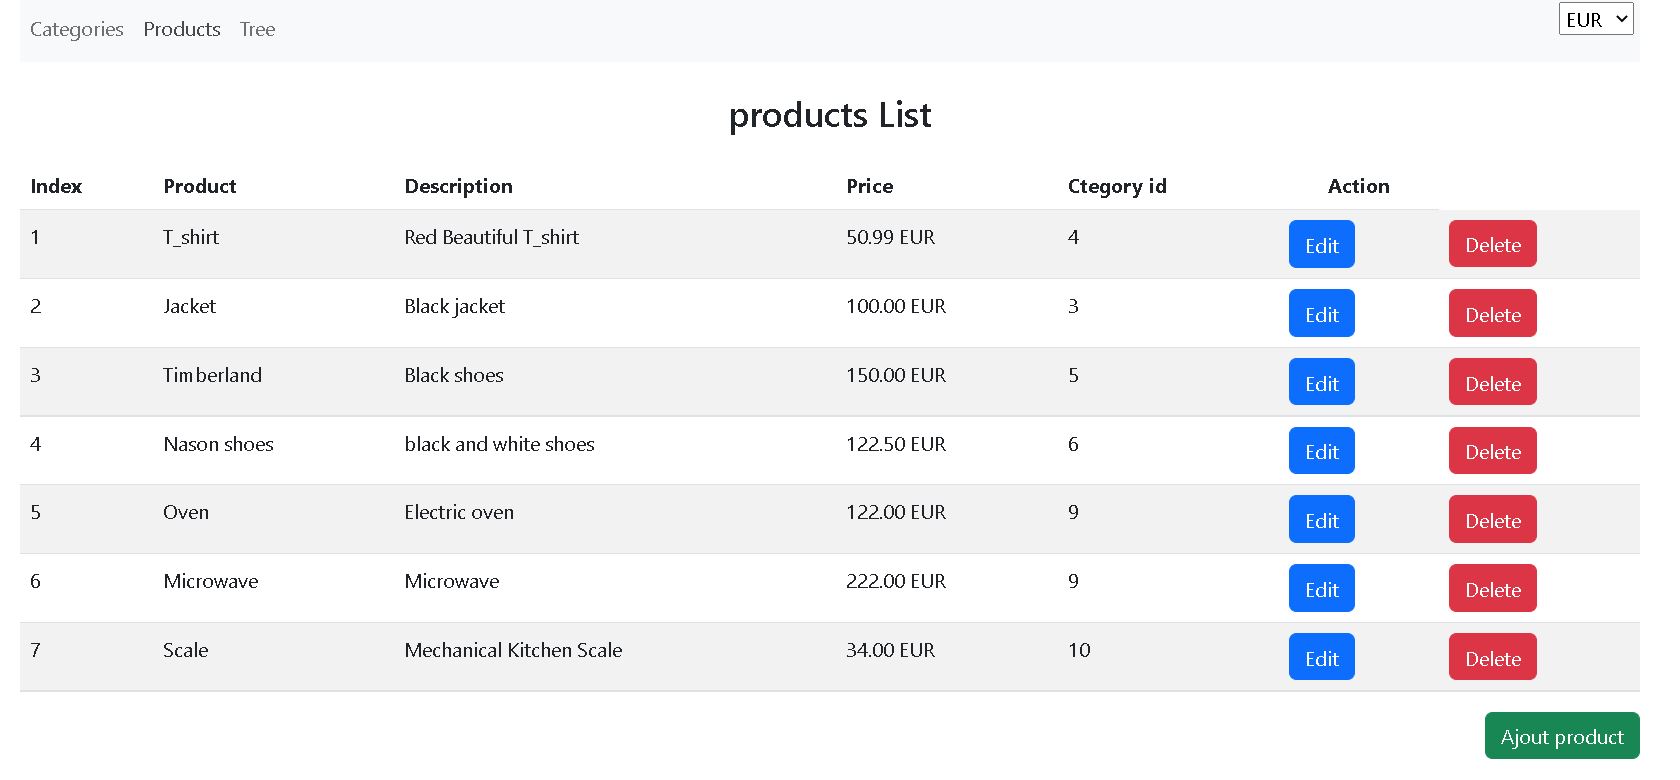 Categories Products Tree EUR
products List
Index Product Description Price Ctegory id Action
1 T_shirt Red Beautiful T_shirt 50.99 EUR 4 Edit Delete
2 Jacket Black jacket 100.00 EUR 3 Edit Delete
3 Timberland Black shoes 150.00 EUR 5 Edit Delete
4 Nason shoes black and white shoes 122.50 EUR 6 Edit Delete
5 Oven Electric oven 122.00 EUR 9 Edit Delete
6 Microwave Microwave 222.00 EUR 9 Edit Delete
7 Scale Mechanical Kitchen Scale 34.00 EUR 10 Edit Delete
Ajout product